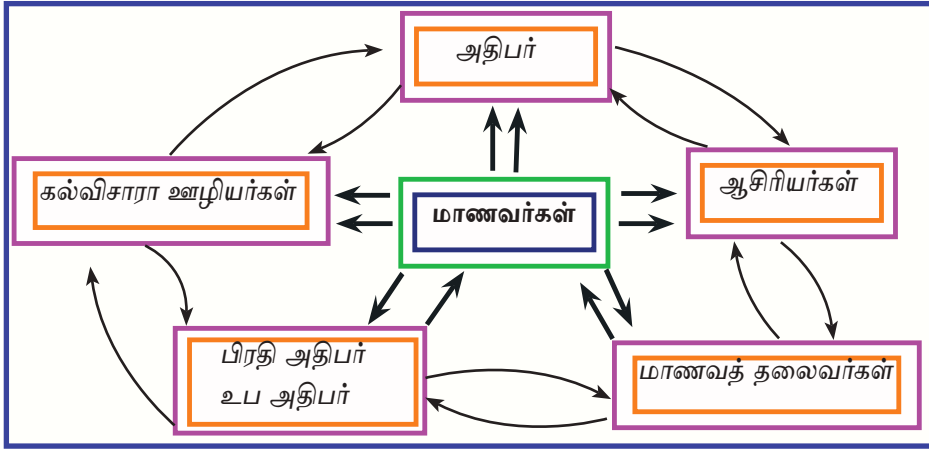 அதிபர்
கல்விசாரா ஊழியர்கள்
ஆசிரியர்கள்
மாணவர்கள்
பிரதி அதிபர்
உப அதிபர்
மாணவத் தலைவர்கள்